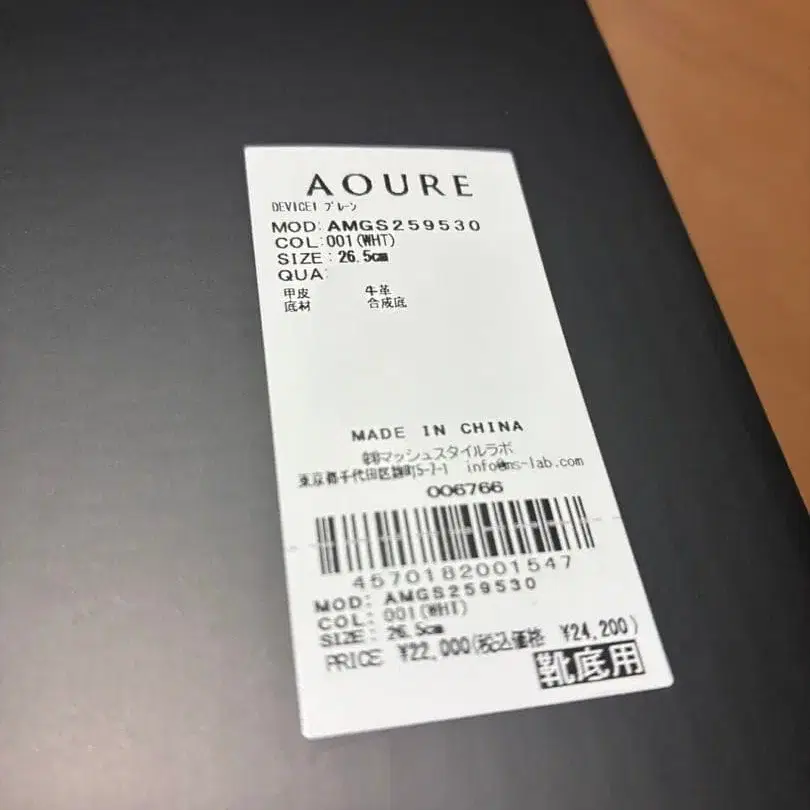 AOURE
DEVICE1 プレーン
MOD: AMGS259530
COL:001(WHT)
SIZE : 26.5cm
QUA:
甲皮 牛革
底材 合成底
MADE IN CHINA
㈱マッシュスタイルラボ
東京都千代田区麹町5-7-1 info@ms-lab.com
006766
4570182001547
MOD: AMGS259530
COL: 001(WHT)
SIZE: 26.5cm
PRICE ¥22,000(税込価格 ¥24,200)
靴底用